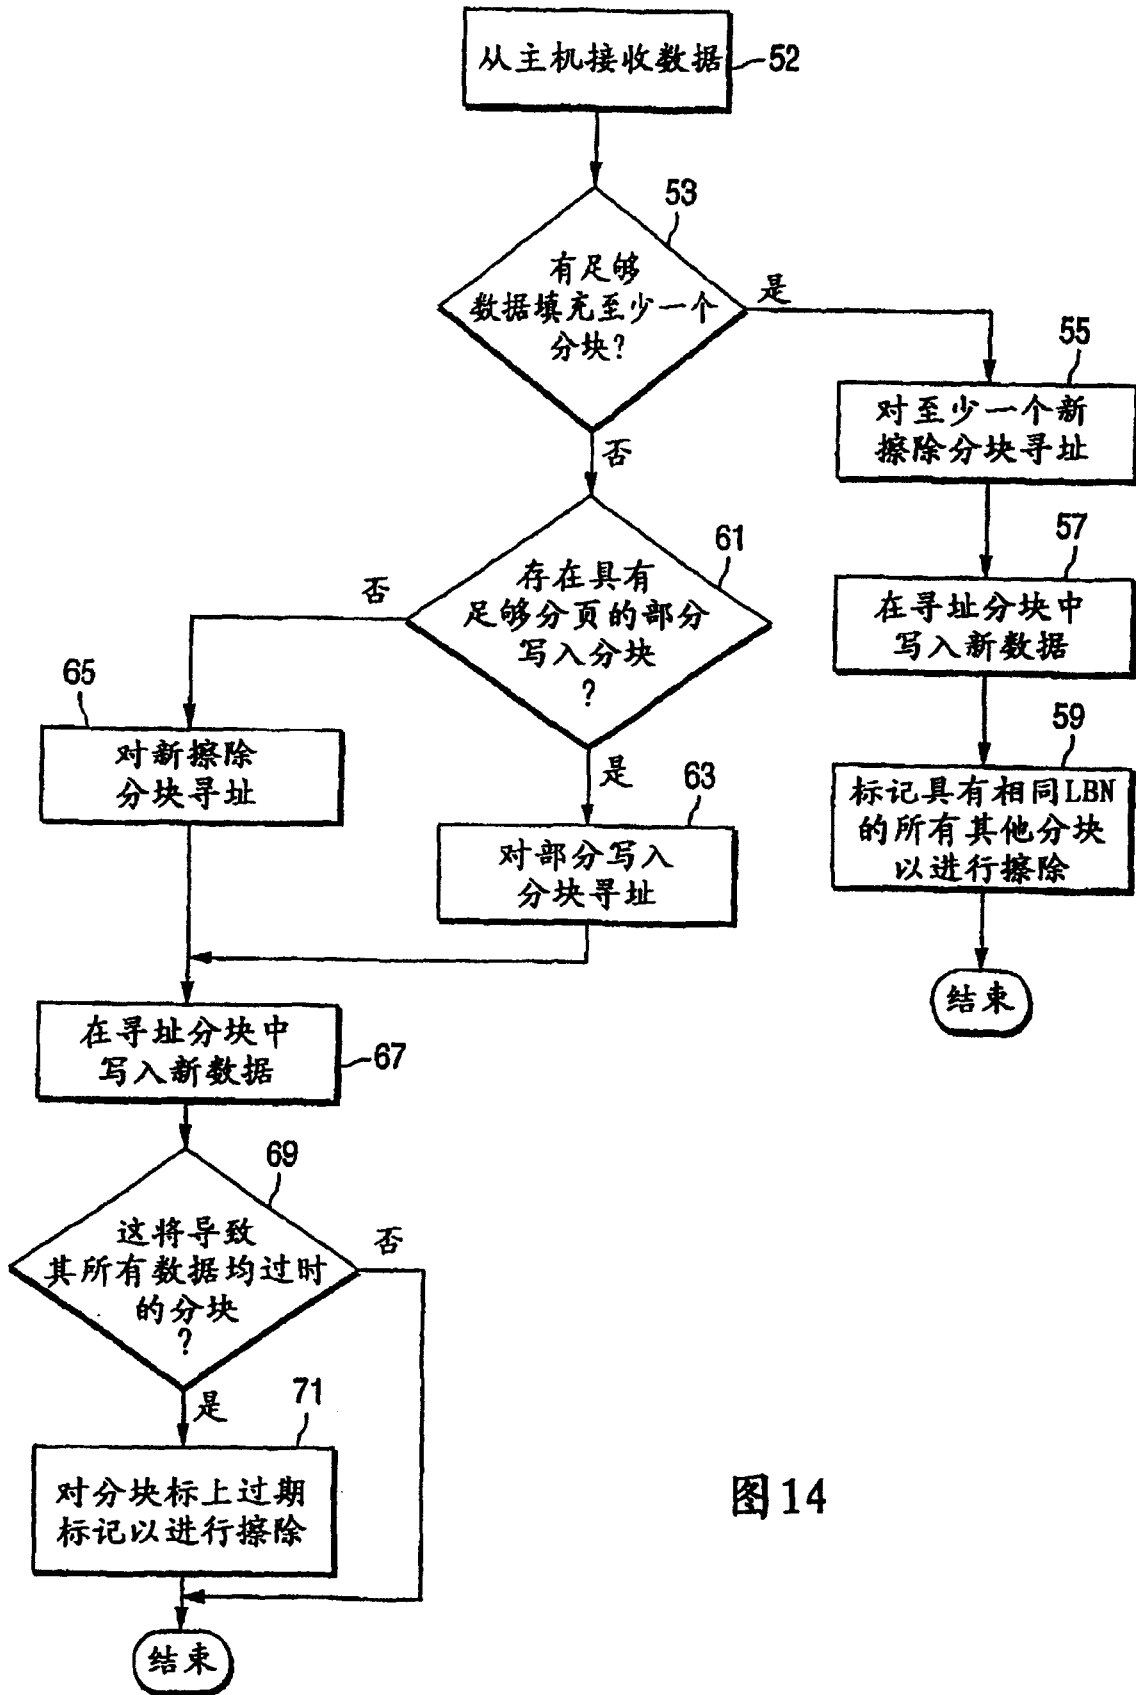 从主机接收数据
52
53
有足够
数据填充至少一个
分块?
是
否
55
对至少一个新
擦除分块寻址
57
在寻址分块中
写入新数据
59
标记具有相同LBN
的所有其他分块
以进行擦除
结束
61
存在具有
足够分页的部分
写入分块
?
否
是
65
对新擦除
分块寻址
63
对部分写入
分块寻址
在寻址分块中
写入新数据
67
69
这将导致
其所有数据均过时
的分块
?
否
是
71
对分块标上过期
标记以进行擦除
结束
图14